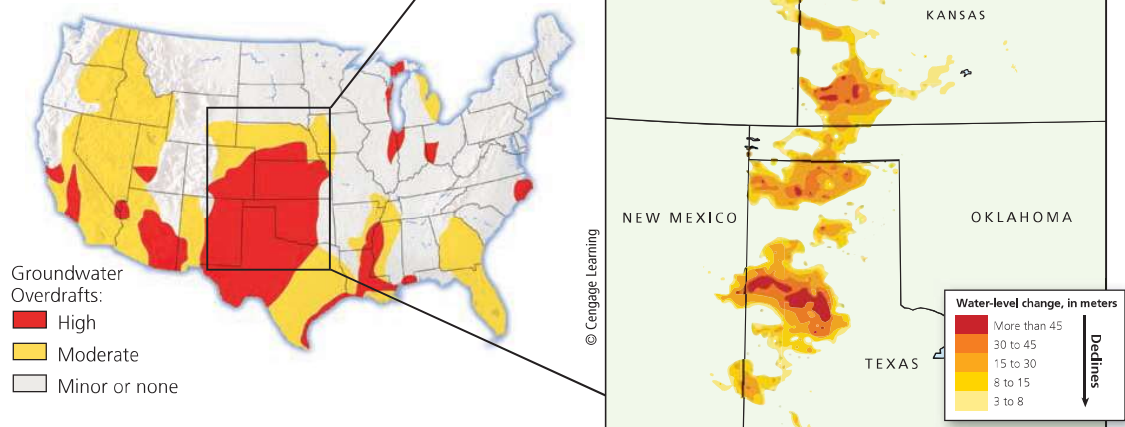 Groundwater
Overdrafts:
High
Moderate
Minor or none
© Cengage Learning
KANSAS
NEW MEXICO
OKLAHOMA
TEXAS
Water-level change, in meters
More than 45
30 to 45
15 to 30
8 to 15
3 to 8
Declines